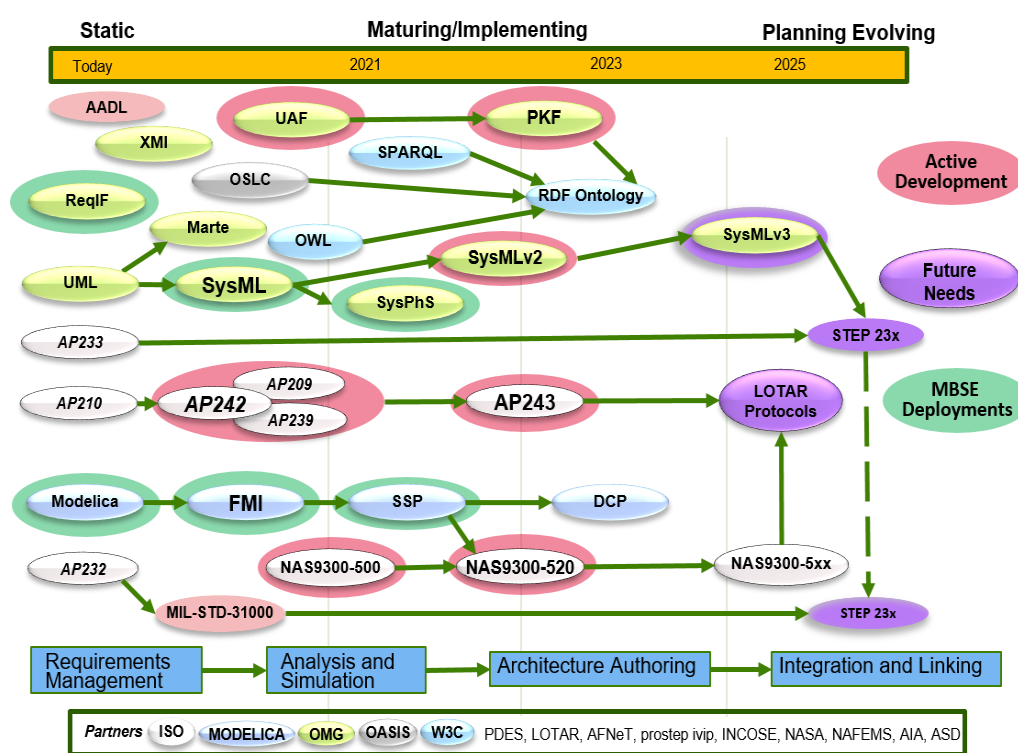 Static
Maturing/Implementing
Planning Evolving
Today
2021
2023
2025
AADL
UAF
PKF
XMI
SPARQL
Active
Development
OSLC
RDF Ontology
ReqIF
Marte
OWL
SysMLv2
SysMLv3
UML
SysML
SysPhS
Future
Needs
AP233
STEP 23x
AP210
AP242
AP209
AP239
AP243
LOTAR
Protocols
MBSE
Deployments
Modelica
FMI
SSP
DCP
AP232
NAS9300-500
NAS9300-520
NAS9300-5xx
MIL-STD-31000
STEP 23x
Requirements
Management
Analysis and
Simulation
Architecture Authoring
Integration and Linking
Partners ISO MODELICA OMG OASIS W3C PDES, LOTAR, AFNeT, prostep ivip, INCOSE, NASA, NAFEMS, AIA, ASD